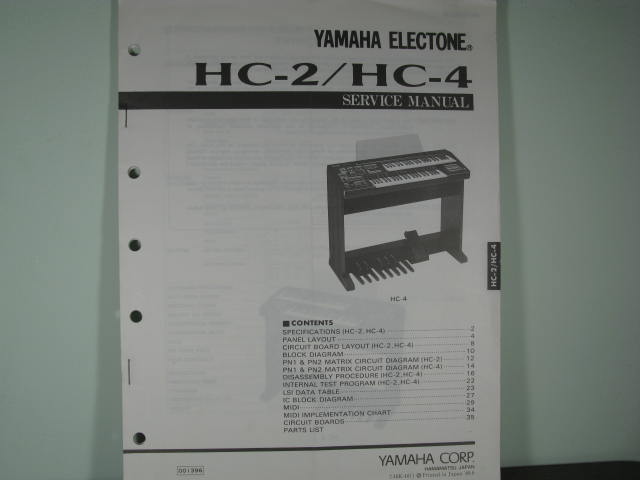 YAMAHA ELECTONE®
HC-2/HC-4
SERVICE MANUAL
HC-2/HC-4
HC-4
■ CONTENTS
SPECIFICATIONS (HC-2, HC-4) 2
PANEL LAYOUT 4
CIRCUIT BOARD LAYOUT (HC-2, HC-4) 8
BLOCK DIAGRAM 10
PN1 & PN2 MATRIX CIRCUIT DIAGRAM (HC-2) 12
PN1 & PN2 MATRIX CIRCUIT DIAGRAM (HC-4) 14
DISASSEMBLY PROCEDURE (HC-2, HC-4) 16
INTERNAL TEST PROGRAM (HC-2, HC-4) 22
LSI DATA TABLE 23
IC BLOCK DIAGRAM 27
MIDI 29
MIDI IMPLEMENTATION CHART 34
CIRCUIT BOARDS 35
PARTS LIST
YAMAHA CORP.
HAMAMATSU JAPAN
001396
Printed in Japan